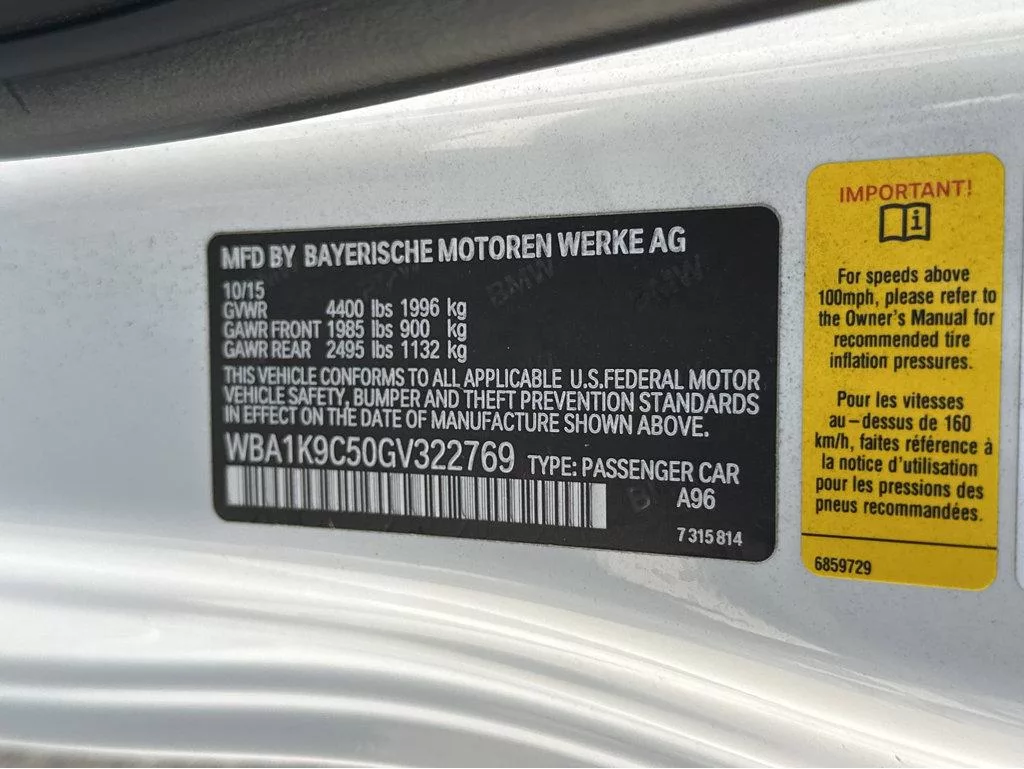 MFD BY BAYERISCHE MOTOREN WERKE AG
10/15
GVWR 4400 lbs 1996 kg
GAWR FRONT 1985 lbs 900 kg
GAWR REAR 2495 lbs 1132 kg
THIS VEHICLE CONFORMS TO ALL APPLICABLE U.S.FEDERAL MOTOR
VEHICLE SAFETY, BUMPER AND THEFT PREVENTION STANDARDS
IN EFFECT ON THE DATE OF MANUFACTURE SHOWN ABOVE.
WBA1K9C50GV322769 TYPE: PASSENGER CAR
A96
7 315 814
BMW
BMW
BMW
IMPORTANT!
For speeds above
100mph, please refer to
the Owner's Manual for
recommended tire
inflation pressures.
Pour les vitesses
au-dessus de 160
km/h, faites référence à
la notice d'utilisation
pour les pressions des
pneus recommandées.
6859729